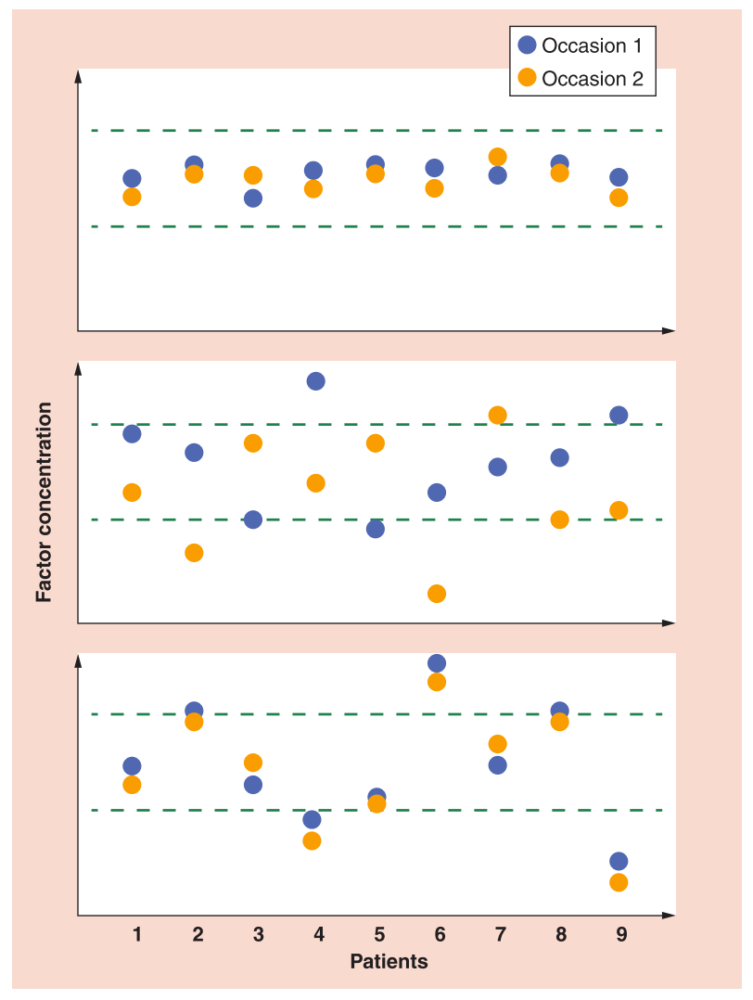 Occasion 1
Occasion 2
Factor concentration
1 2 3 4 5 6 7 8 9
Patients